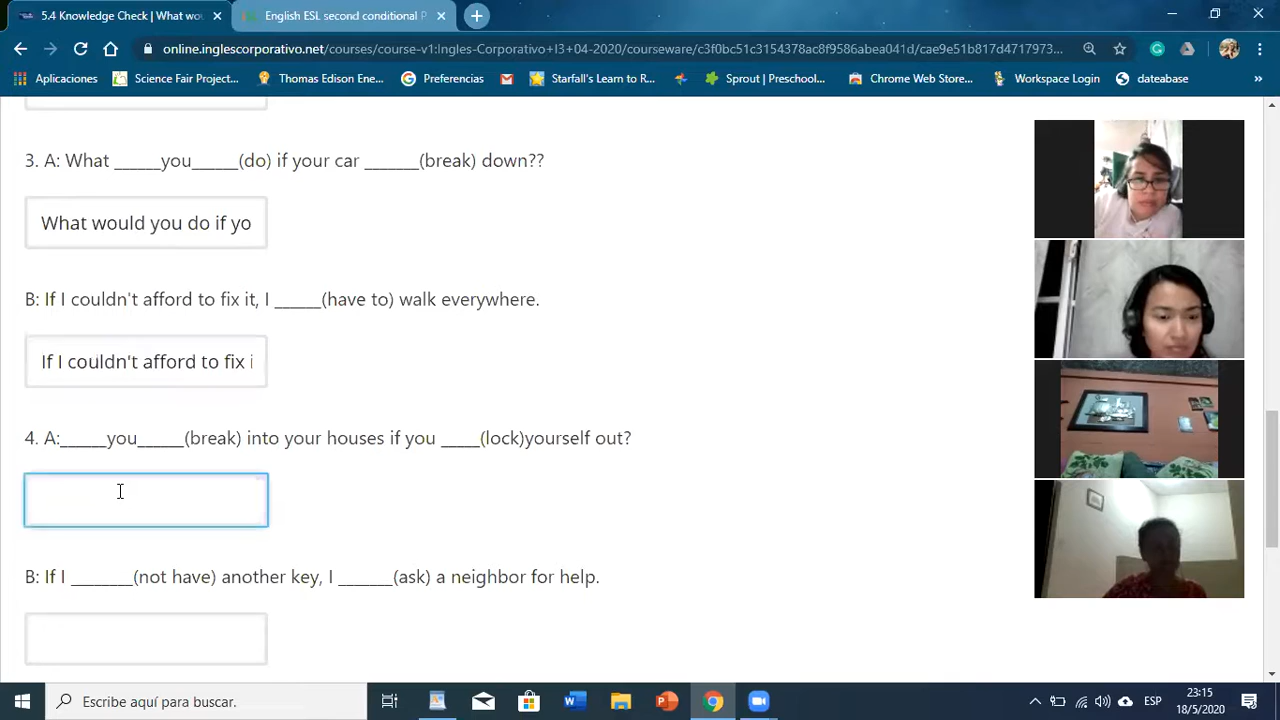 5.4 Knowledge Check | What wou
English ESL second conditional P
online.inglescorporativo.net/courses/course-v1:Ingles-Corporativo+I3+04-2020/courseware/c3f0bc51c3154378ac8f9586abea041d/cae9e51b817d4717973...
Aplicaciones
Science Fair Project...
Thomas Edison Ene...
Preferencias
Starfall's Learn to R...
Sprout | Preschool...
Chrome Web Store...
Workspace Login
dateabase
»
3. A: What ______you______(do) if your car _______(break) down??
What would you do if yo
B: If I couldn't afford to fix it, I ______(have to) walk everywhere.
If I couldn't afford to fix i
4. A:______you______(break) into your houses if you _____(lock)yourself out?
B: If I ________(not have) another key, I _______(ask) a neighbor for help.
Escribe aquí para buscar.
ESP
23:15
18/5/2020